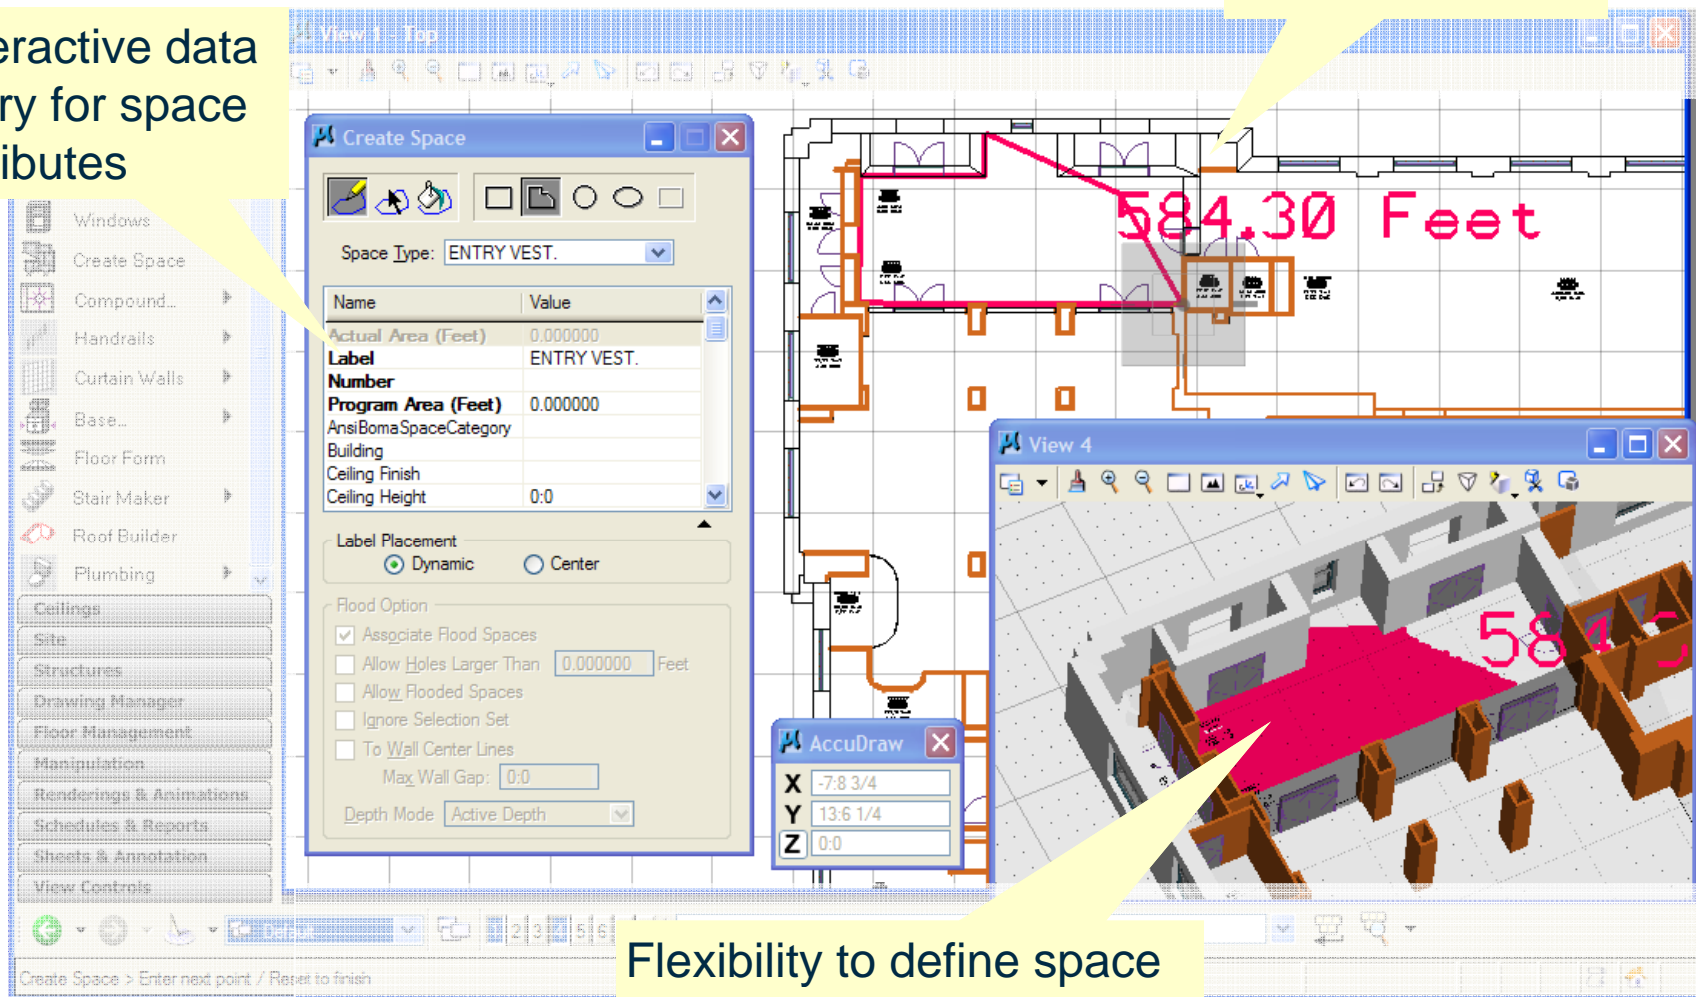 eractive data
ry for space
ributes
View 1 - Top
Windows
Create Space
Compound...
Handrails
Curtain Walls
Base...
Floor Form
Stair Maker
Roof Builder
Plumbing
Ceilings
Site
Structures
Drawing Manager
Floor Management
Manipulation
Renderings & Animations
Schedules & Reports
Sheets & Annotation
View Controls
Create Space
Space Type: ENTRY VEST.
Name Value
Actual Area (Feet) 0.000000
Label ENTRY VEST.
Number
Program Area (Feet) 0.000000
AnsiBomaSpaceCategory
Building
Ceiling Finish
Ceiling Height 0:0
Label Placement
Dynamic Center
Flood Option
Associate Flood Spaces
Allow Holes Larger Than 0.000000 Feet
Allow Flooded Spaces
Ignore Selection Set
To Wall Center Lines
Max Wall Gap: 0:0
Depth Mode Active Depth
584.30 Feet
View 4
584
AccuDraw
X -7:8 3/4
Y 13:6 1/4
Z 0:0
2 3 5 6
Flexibility to define space
Create Space > Enter next point / Reset to finish